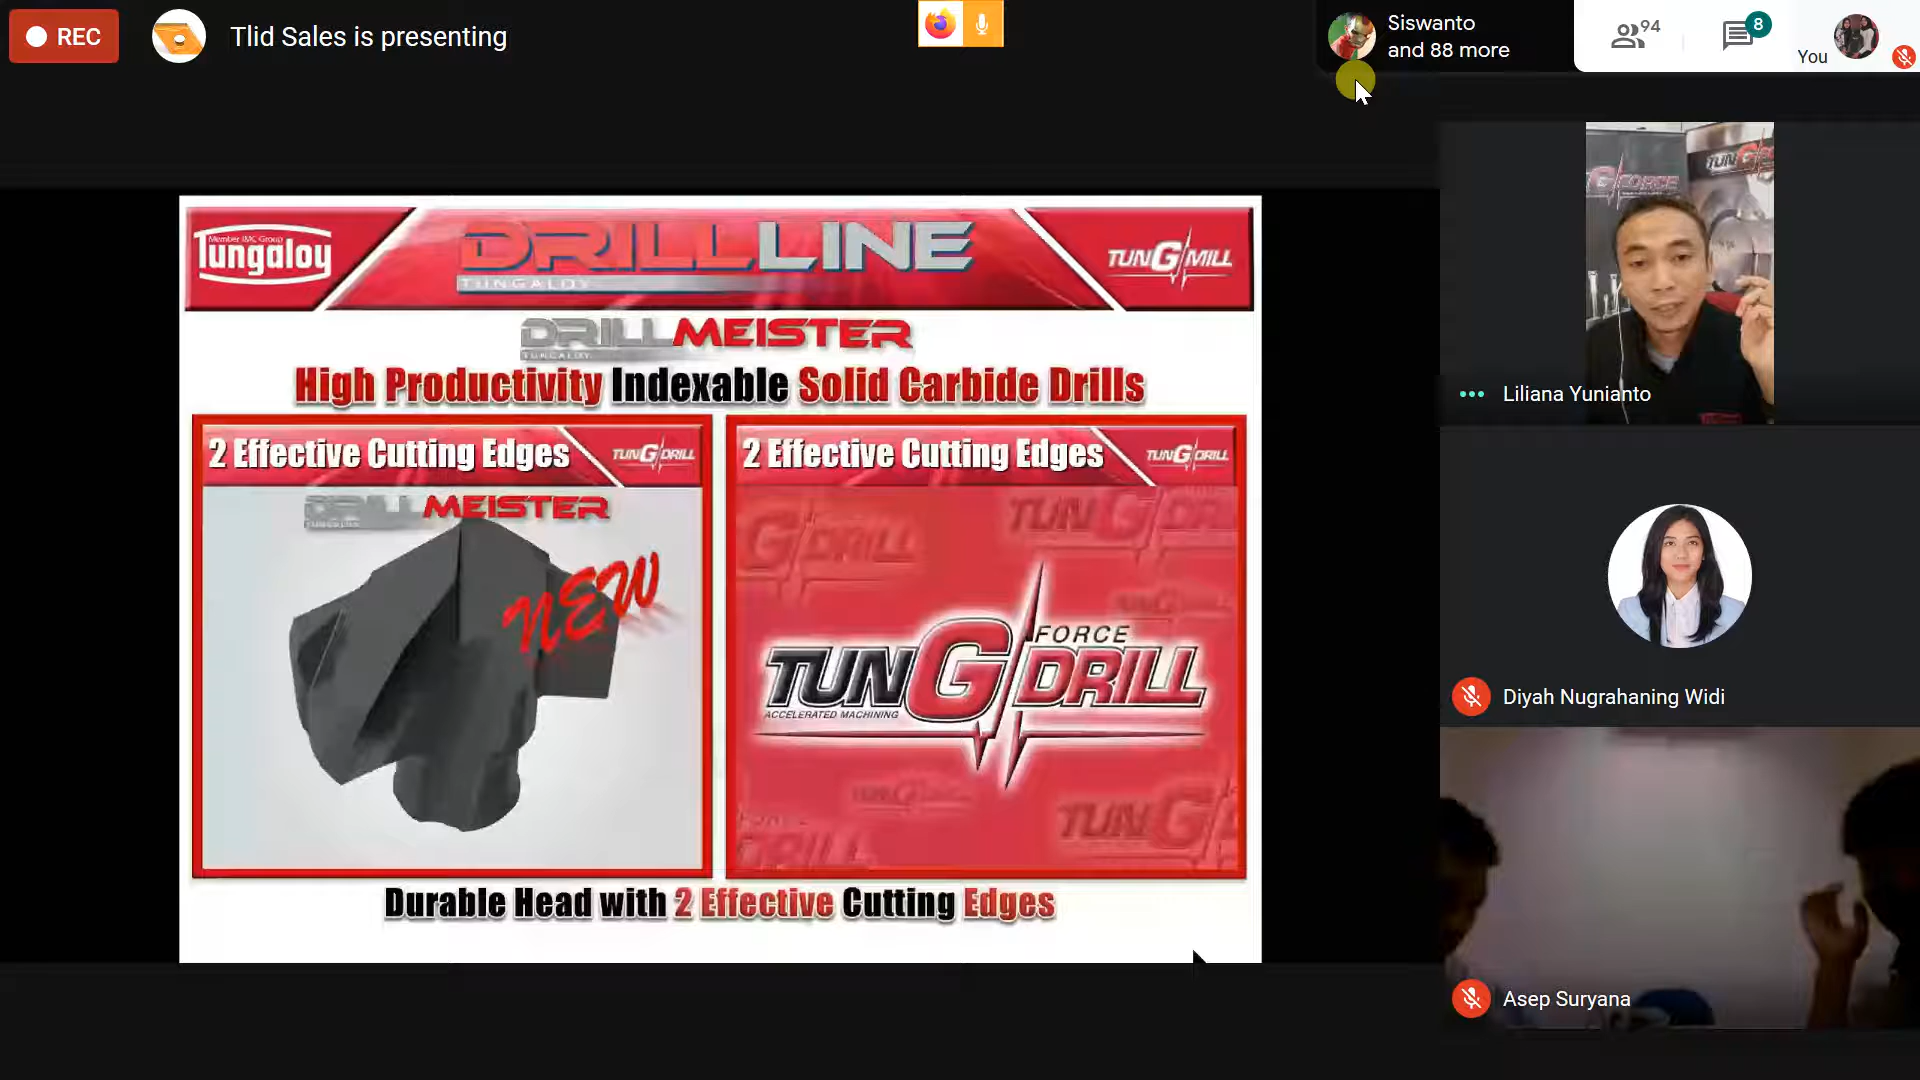 REC
Tlid Sales is presenting
Siswanto
and 88 more
94
8
You
Member IMC Group
Tungaloy
DRILLLINE
TUNGALOY
TUNGMILL
DRILLMEISTER
TUNGALOY
High Productivity Indexable Solid Carbide Drills
2 Effective Cutting Edges
TUNGDRILL
DRILLMEISTER
NEW
2 Effective Cutting Edges
TUNGDRILL
FORCE
TUNGDRILL
ACCELERATED MACHINING
Durable Head with 2 Effective Cutting Edges
Liliana Yunianto
Diyah Nugrahaning Widi
Asep Suryana